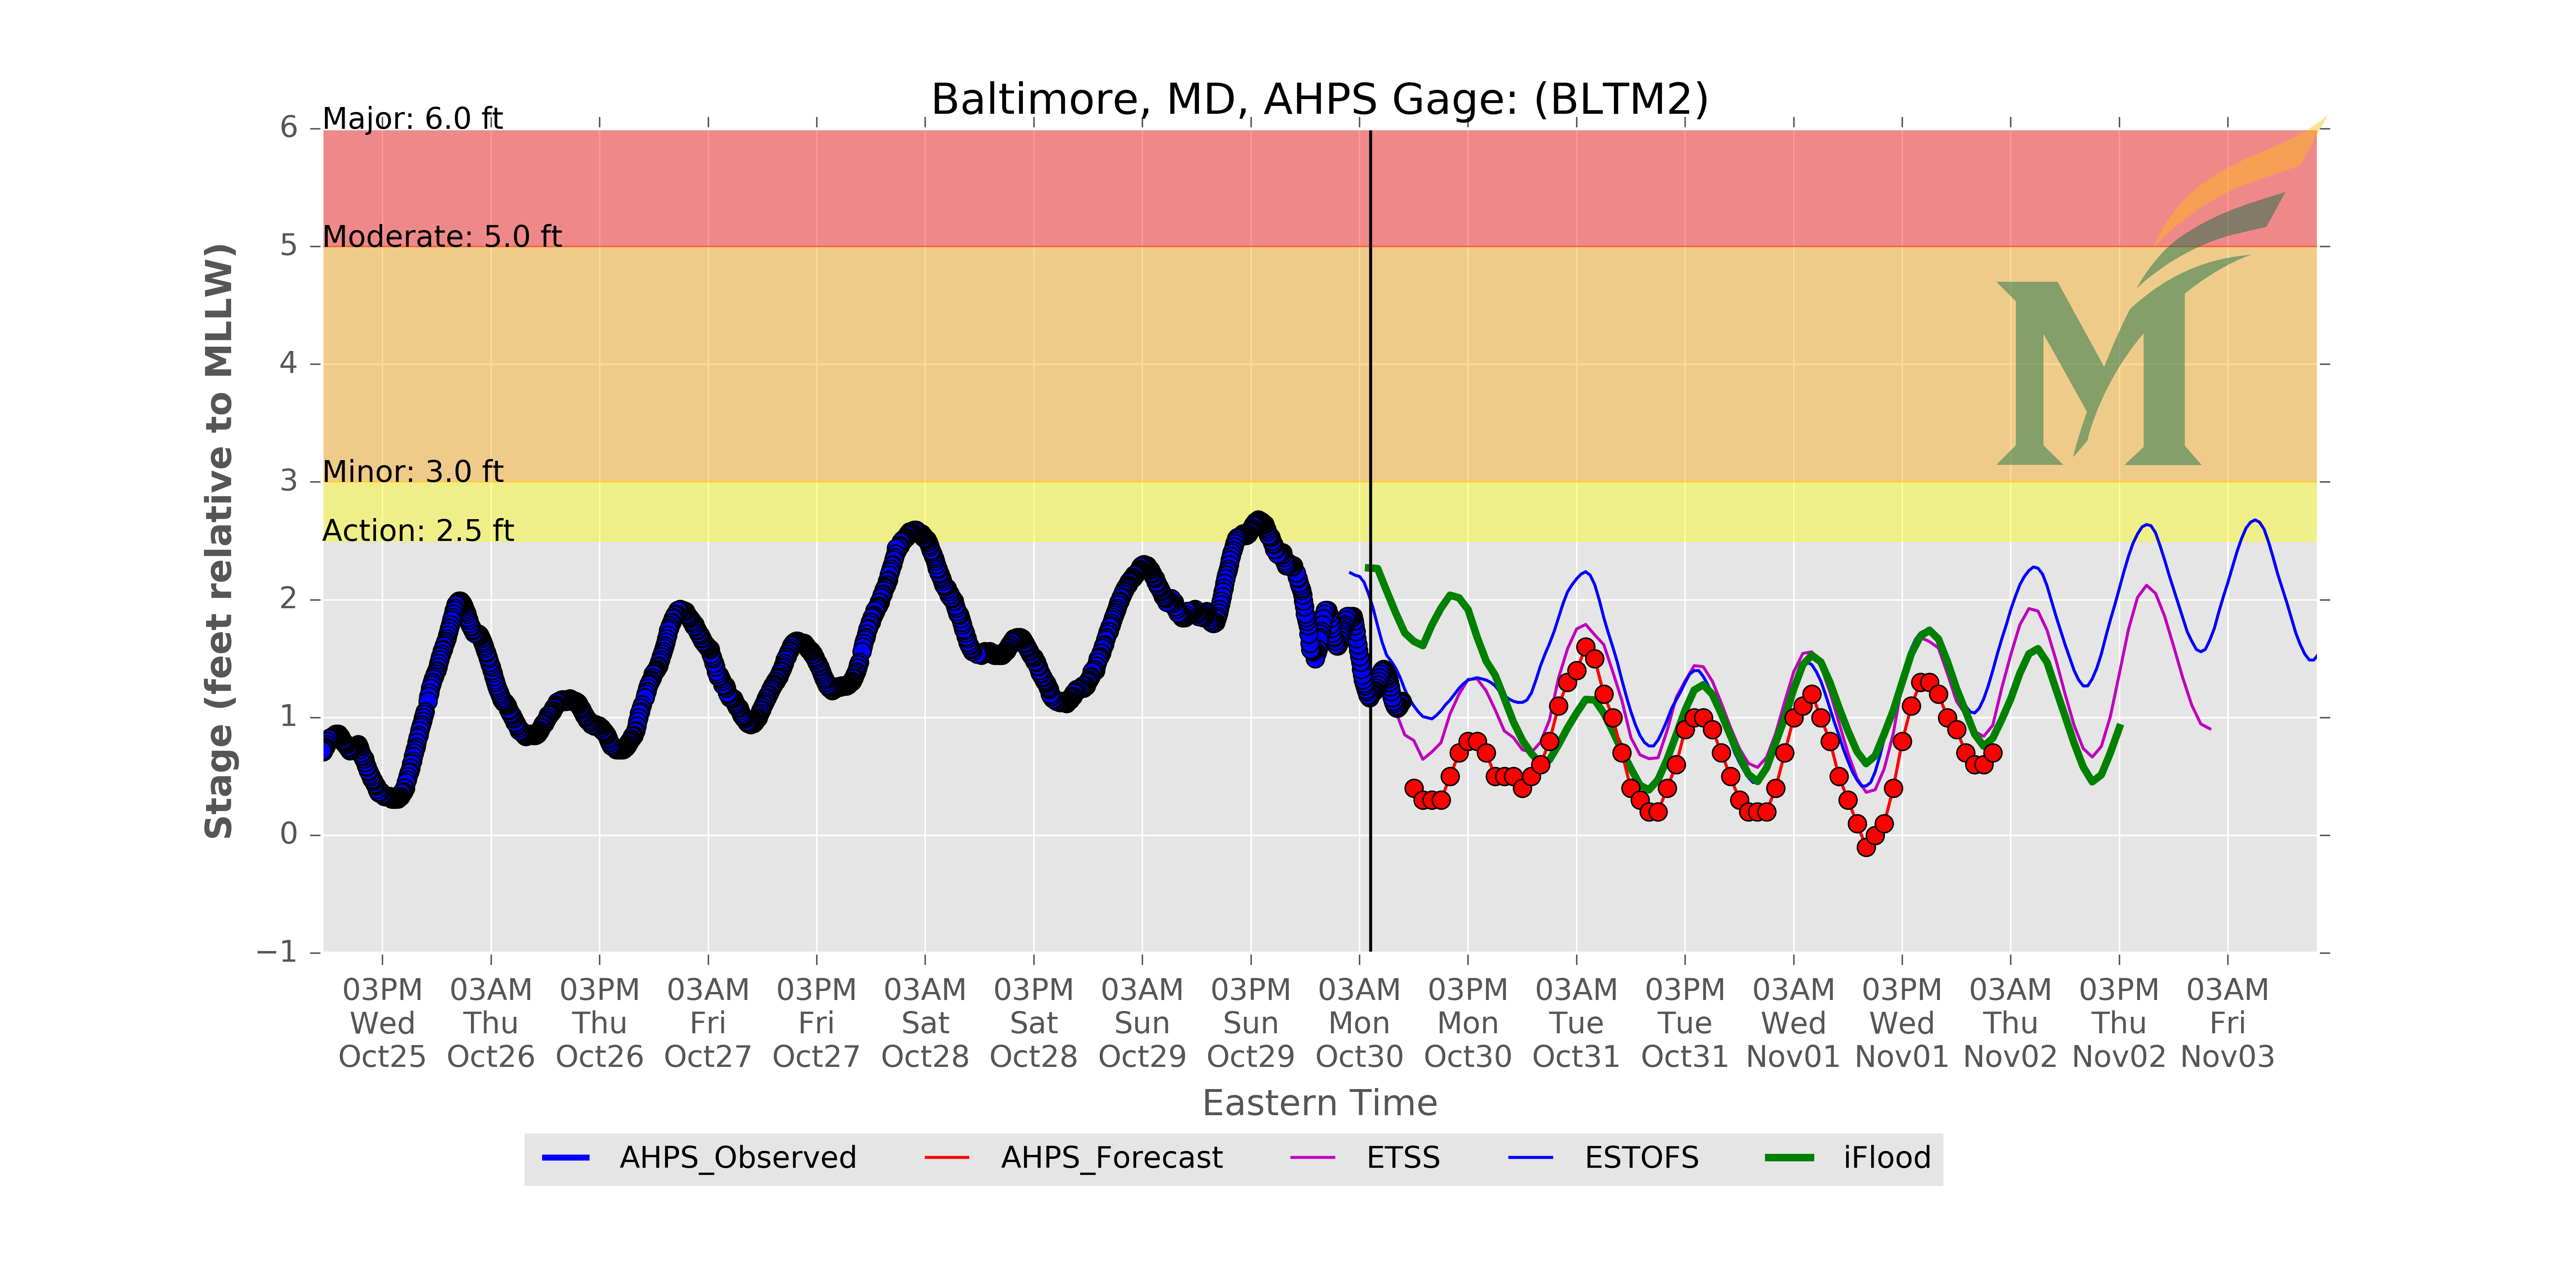 Baltimore, MD, AHPS Gage: (BLTM2)
Major: 6.0 ft
Moderate: 5.0 ft
Minor: 3.0 ft
Action: 2.5 ft
6
5
4
3
2
1
0
−1
Stage (feet relative to MLLW)
03PM 03AM 03PM 03AM 03PM 03AM 03PM 03AM 03PM 03AM 03PM 03AM 03PM 03AM 03PM 03AM 03PM 03AM
Wed Thu Thu Fri Fri Sat Sat Sun Sun Mon Mon Tue Tue Wed Wed Thu Thu Fri
Oct25 Oct26 Oct26 Oct27 Oct27 Oct28 Oct28 Oct29 Oct29 Oct30 Oct30 Oct31 Oct31 Nov01 Nov01 Nov02 Nov02 Nov03
Eastern Time
AHPS_Observed AHPS_Forecast ETSS ESTOFS iFlood
M